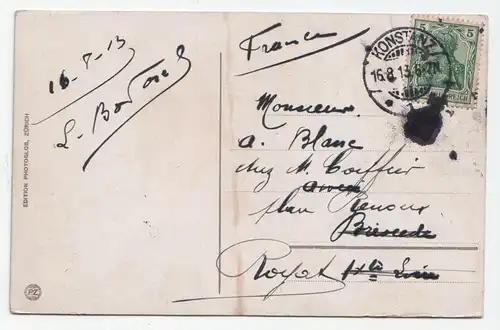 16-8-13
L. Bo
France
KONSTANZ
16.8.13.
5
Monsieur
A. Blanc
chez M. Coiffier
place Renoux
Royat
EDITION PHOTOGLOB, ZÜRICH
PZ